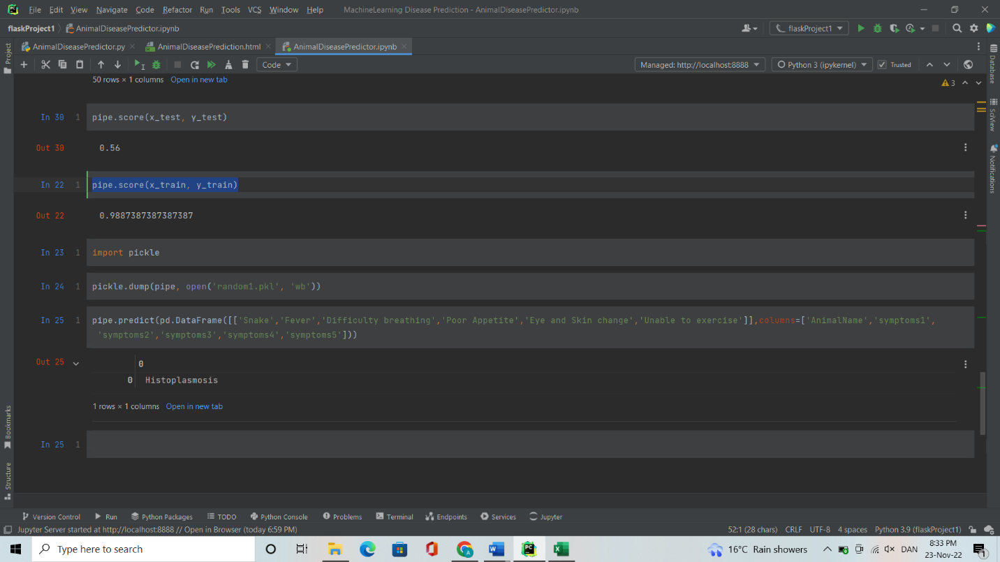 File Edit View Navigate Code Refactor Run Tools VCS Window Help MachineLearning Disease Prediction - AnimalDiseasePredictor.ipynb
flaskProject1 AnimalDiseasePredictor.ipynb flaskProject1
AnimalDiseasePredictor.py AnimalDiseasePrediction.html AnimalDiseasePredictor.ipynb
Code Managed: http://localhost:8888 Python 3 (ipykernel) Trusted
50 rows × 1 columns Open in new tab 3
In 30 1 pipe.score(x_test, y_test)
Out 30 0.56
In 22 1 pipe.score(x_train, y_train)
Out 22 0.9887387387387387
In 23 1 import pickle
In 24 1 pickle.dump(pipe, open('random1.pkl', 'wb'))
In 25 1 pipe.predict(pd.DataFrame([['Snake','Fever','Difficulty breathing','Poor Appetite','Eye and Skin change','Unable to exercise']],columns=['AnimalName','symptoms1',
'symptoms2','symptoms3','symptoms4','symptoms5']))
Out 25 0
0 Histoplasmosis
1 rows × 1 columns Open in new tab
In 25 1
Project
Bookmarks
Structure
Database
SciView
Notifications
Version Control Run Python Packages TODO Python Console Problems Terminal Endpoints Services Jupyter
Jupyter Server started at http://localhost:8888 // Open in Browser (today 6:59 PM) 52:1 (28 chars) CRLF UTF-8 4 spaces Python 3.9 (flaskProject1)
Type here to search 16°C Rain showers DAN 8:33 PM
23-Nov-22 1